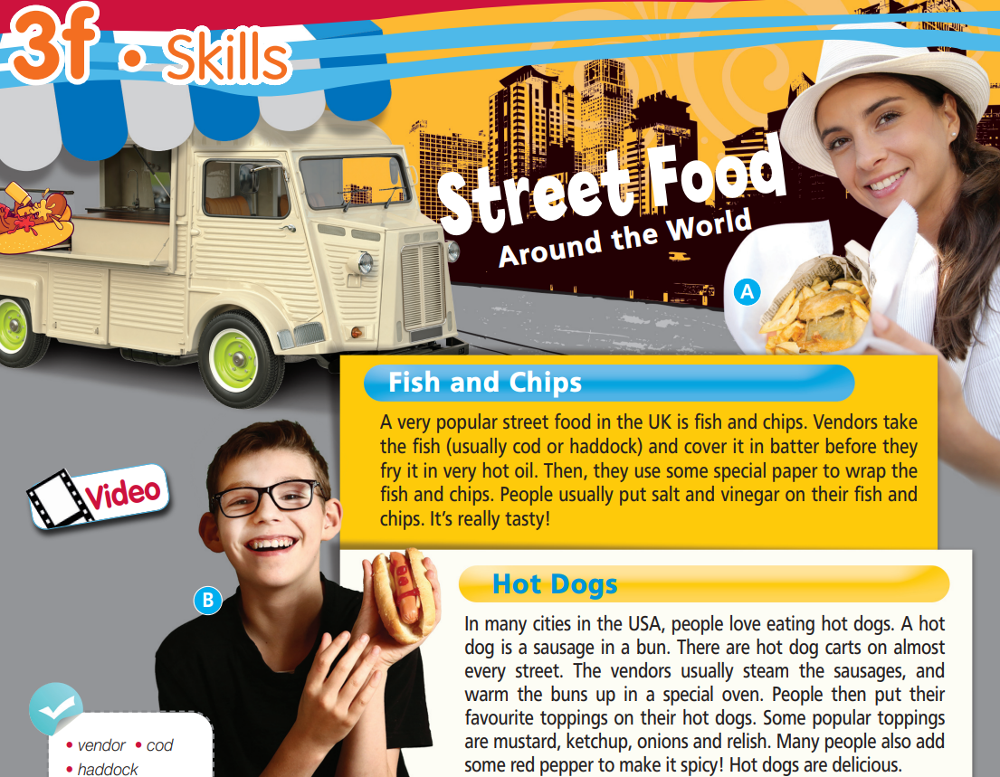 3f • Skills
Street Food
Around the World
A
Fish and Chips
A very popular street food in the UK is fish and chips. Vendors take
the fish (usually cod or haddock) and cover it in batter before they
fry it in very hot oil. Then, they use some special paper to wrap the
fish and chips. People usually put salt and vinegar on their fish and
chips. It's really tasty!
Video
B
Hot Dogs
In many cities in the USA, people love eating hot dogs. A hot
dog is a sausage in a bun. There are hot dog carts on almost
every street. The vendors usually steam the sausages, and
warm the buns up in a special oven. People then put their
favourite toppings on their hot dogs. Some popular toppings
are mustard, ketchup, onions and relish. Many people also add
some red pepper to make it spicy! Hot dogs are delicious.
• vendor • cod
• haddock